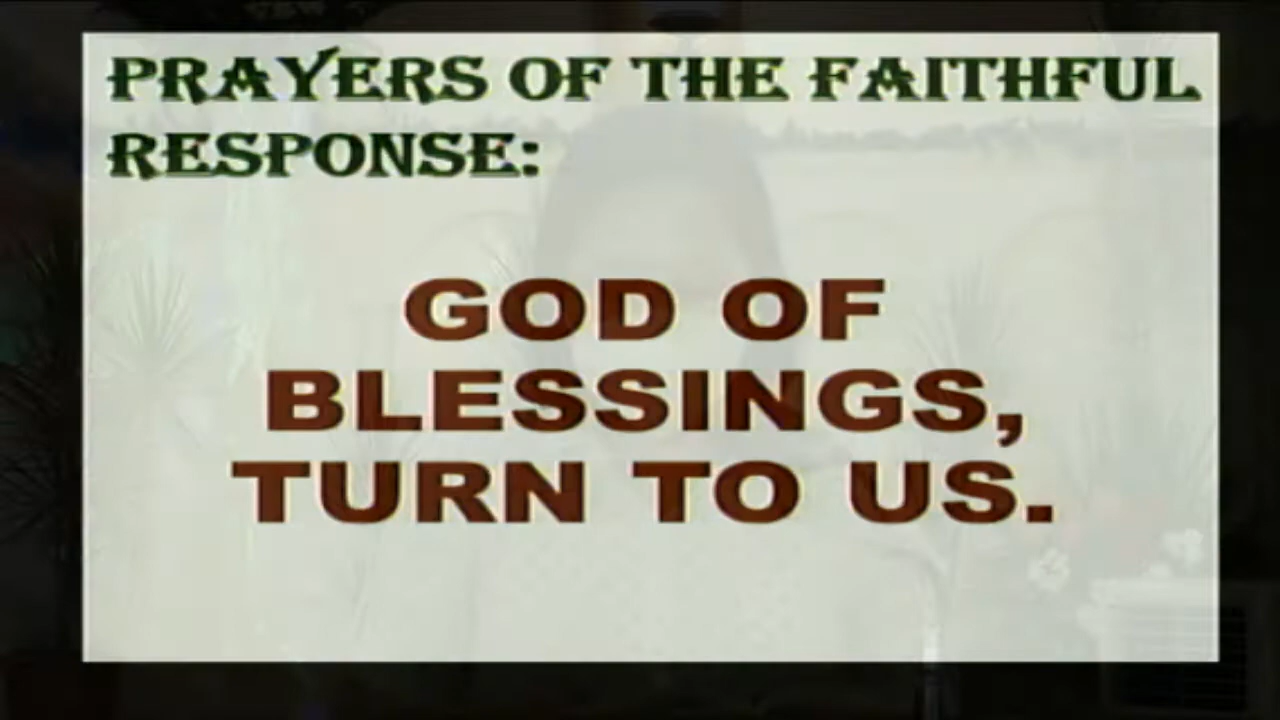 PRAYERS OF THE FAITHFUL
RESPONSE:
GOD OF
BLESSINGS,
TURN TO US.